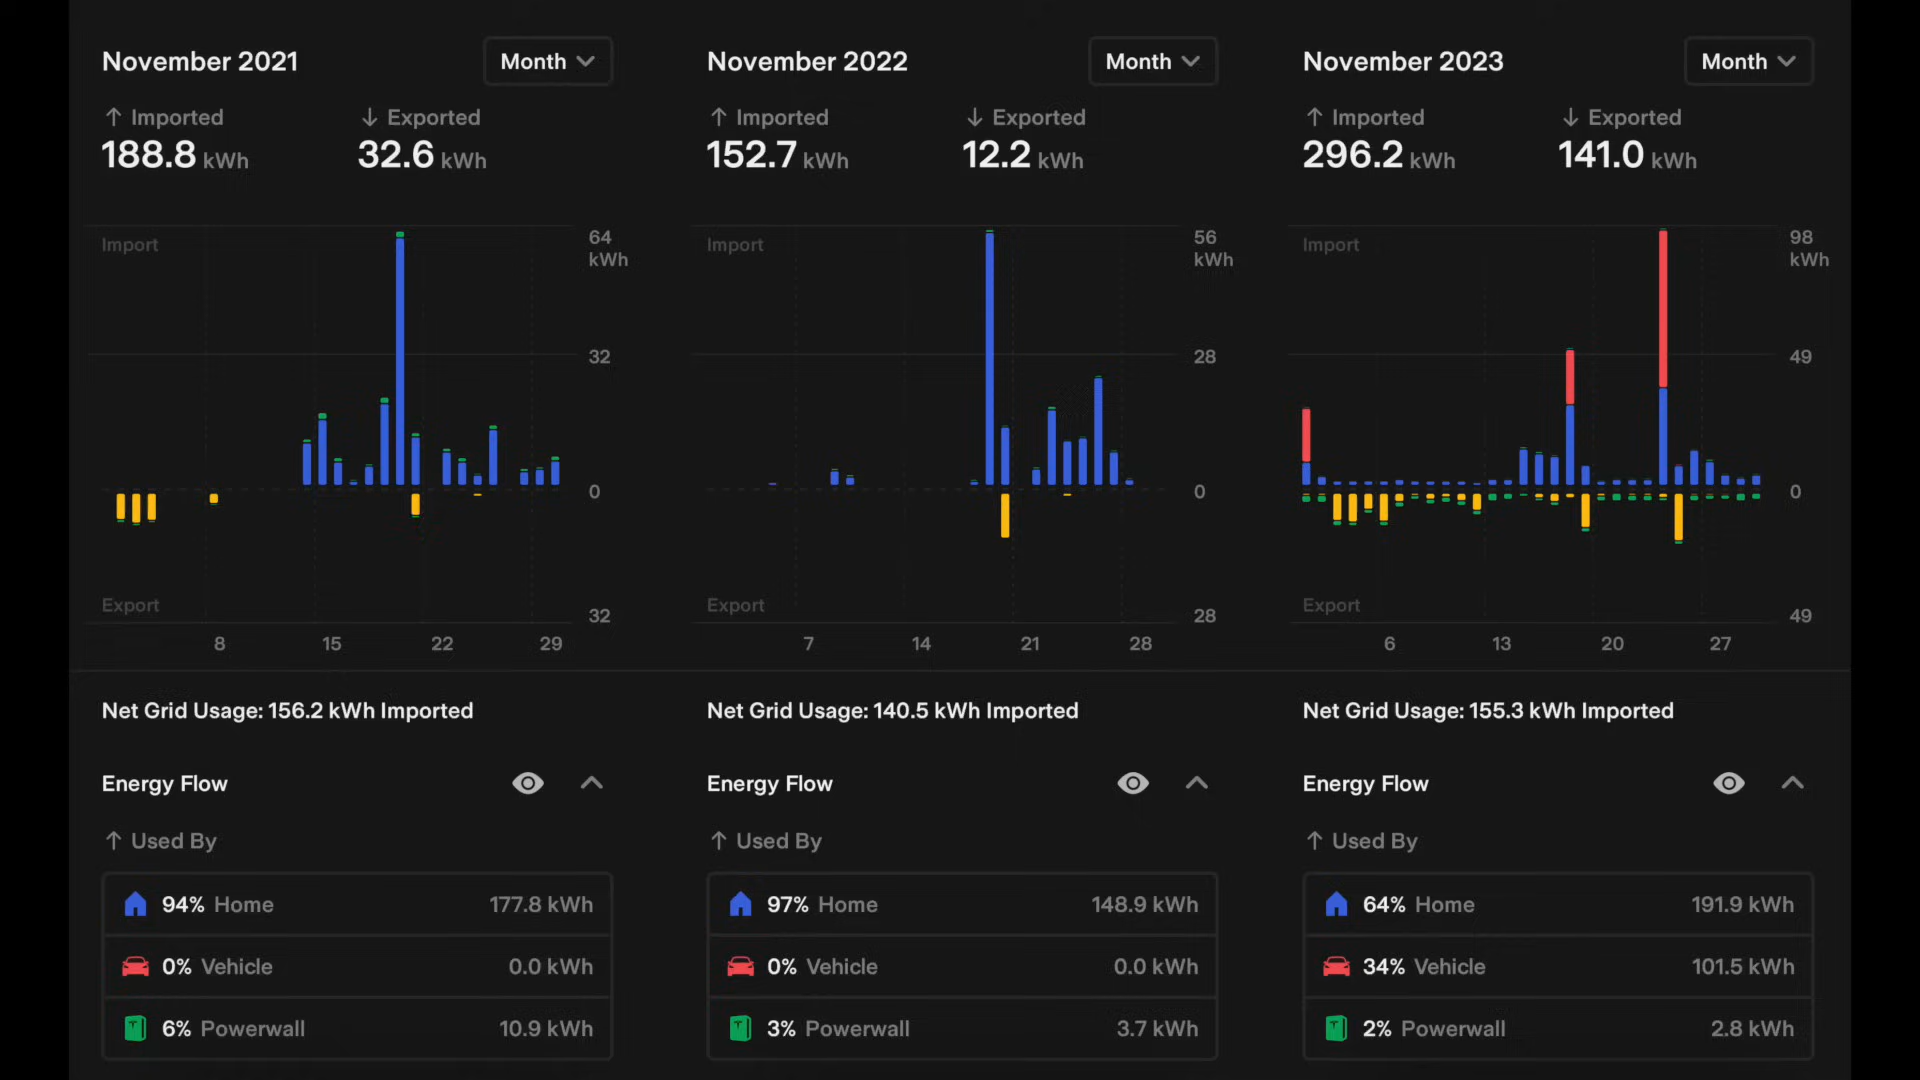 November 2021
Month
Imported
Exported
188.8 kWh
32.6 kWh
Import
64
kWh
32
0
Export
32
8 15 22 29
Net Grid Usage: 156.2 kWh Imported
Energy Flow
Used By
94% Home 177.8 kWh
0% Vehicle 0.0 kWh
6% Powerwall 10.9 kWh
November 2022
Month
Imported
Exported
152.7 kWh
12.2 kWh
Import
56
kWh
28
0
Export
28
7 14 21 28
Net Grid Usage: 140.5 kWh Imported
Energy Flow
Used By
97% Home 148.9 kWh
0% Vehicle 0.0 kWh
3% Powerwall 3.7 kWh
November 2023
Month
Imported
Exported
296.2 kWh
141.0 kWh
Import
98
kWh
49
0
Export
49
6 13 20 27
Net Grid Usage: 155.3 kWh Imported
Energy Flow
Used By
64% Home 191.9 kWh
34% Vehicle 101.5 kWh
2% Powerwall 2.8 kWh